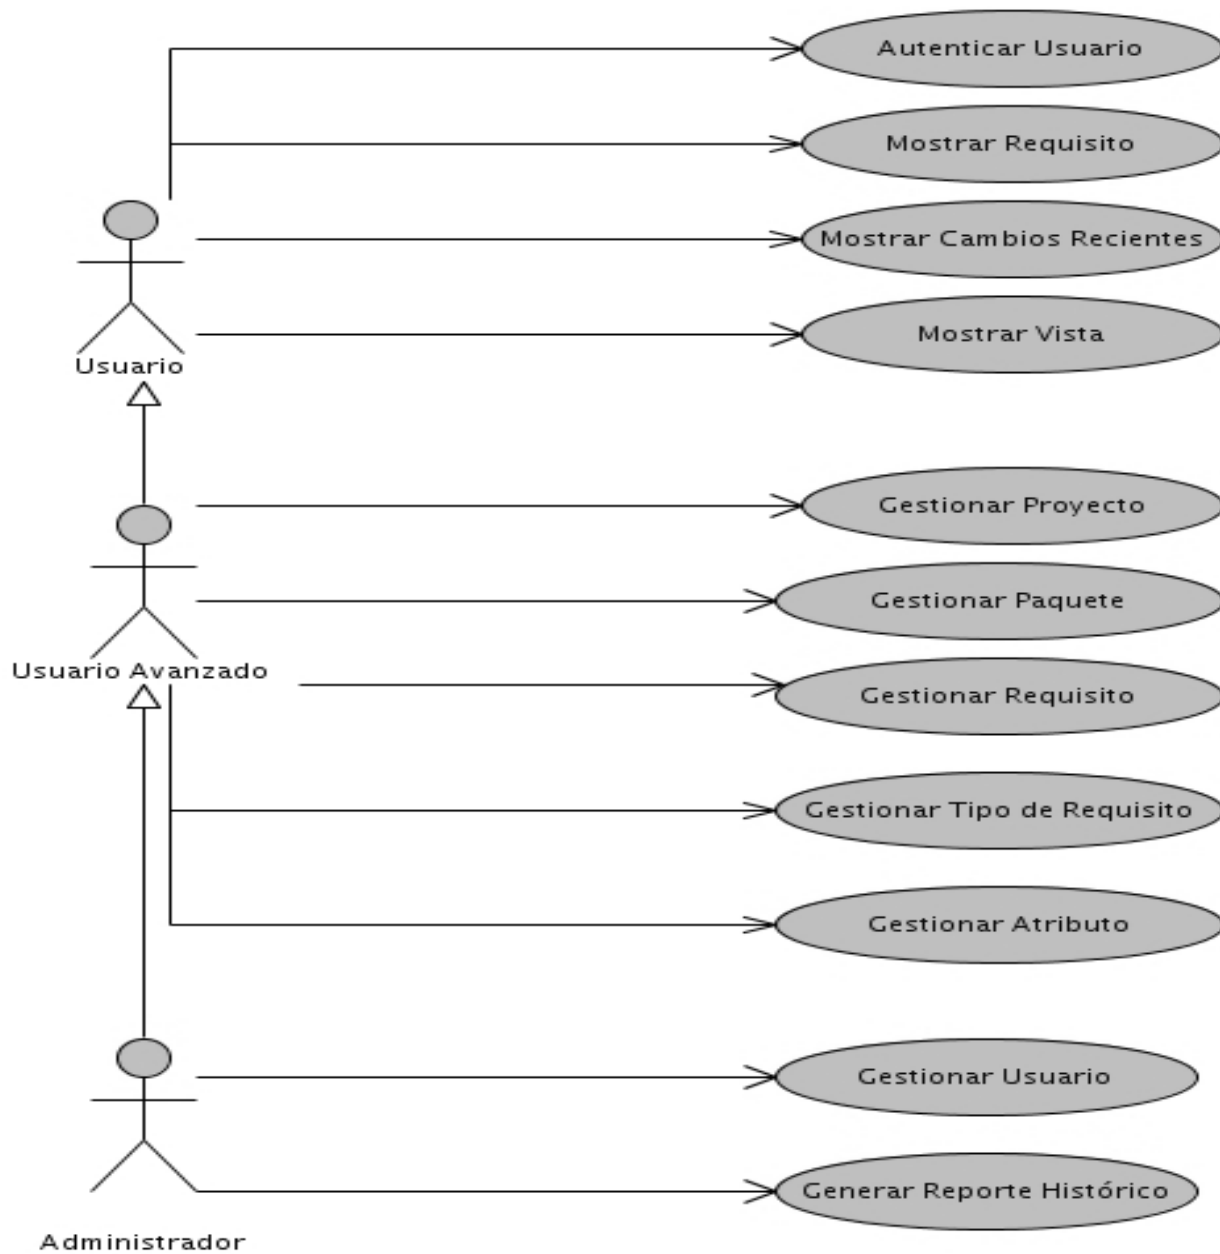 Autenticar Usuario
Mostrar Requisito
Mostrar Cambios Recientes
Mostrar Vista
Usuario
Gestionar Proyecto
Gestionar Paquete
Usuario Avanzado
Gestionar Requisito
Gestionar Tipo de Requisito
Gestionar Atributo
Gestionar Usuario
Generar Reporte Histórico
Administrador